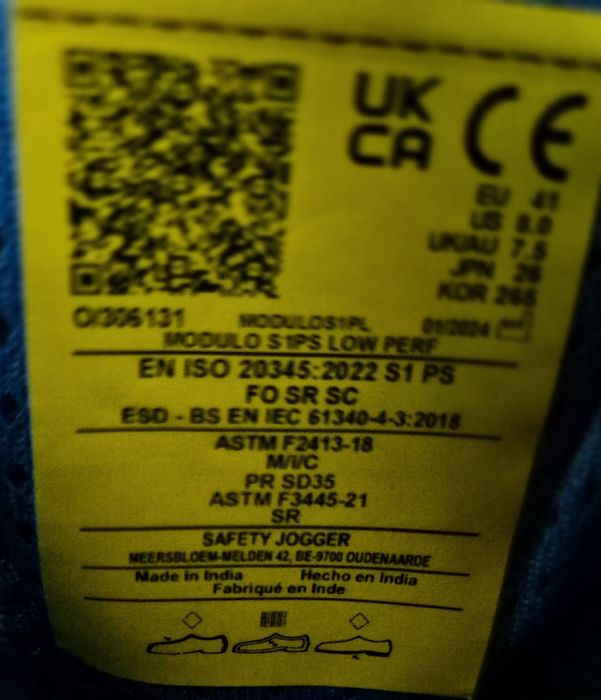 UK
CA CE
EU 41
US 8.0
UK/AU 7.5
JPN 26
KOR 265
O/306131 MODULOS1PL 01/2024
MODULO S1PS LOW PERF
EN ISO 20345:2022 S1 PS
FO SR SC
ESD - BS EN IEC 61340-4-3:2018
ASTM F2413-18
M/I/C
PR SD35
ASTM F3445-21
SR
SAFETY JOGGER
MEERSBLOEM-MELDEN 42, BE-9700 OUDENAARDE
Made in India Hecho en India
Fabriqué en Inde